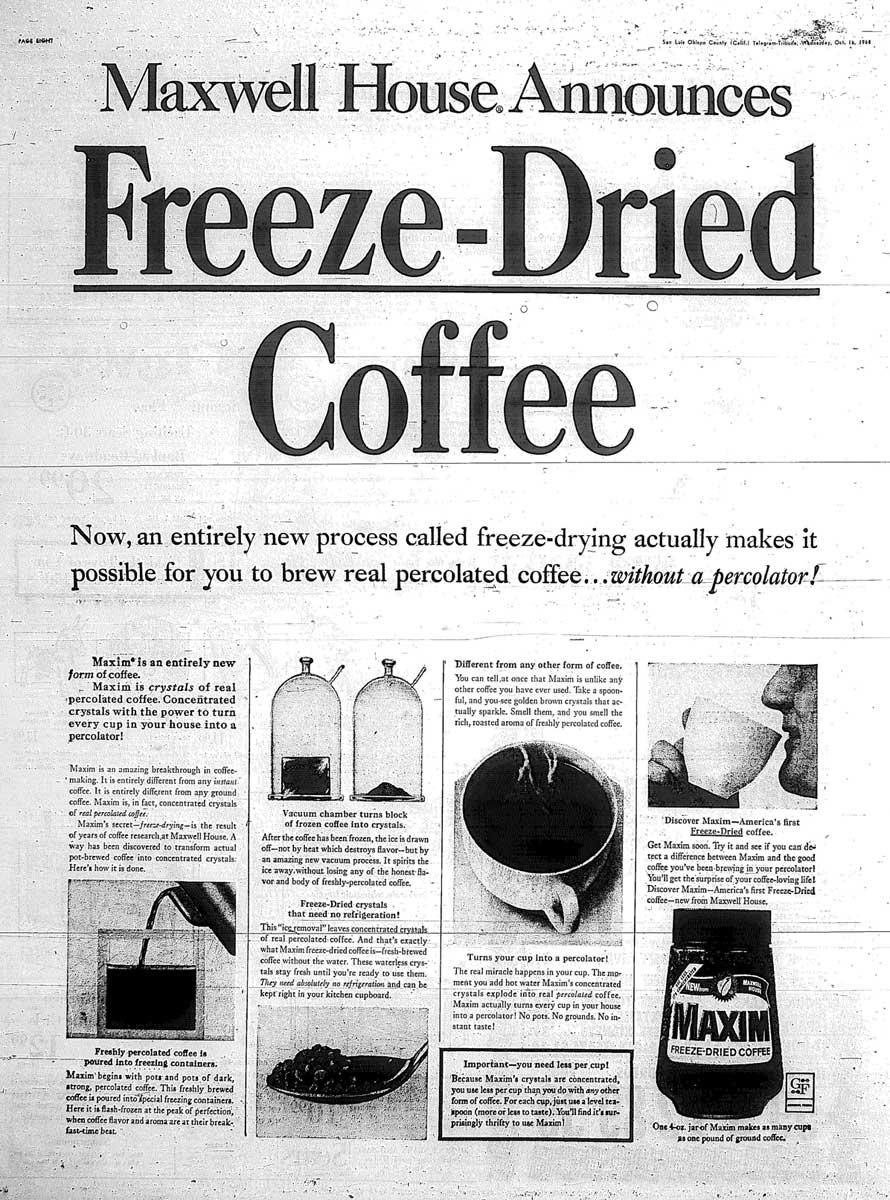 PAGE EIGHT
San Luis Obispo County (Calif.) Telegram-Tribune, Wednesday, Oct. 16, 1968
Maxwell House® Announces
Freeze-Dried
Coffee
Now, an entirely new process called freeze-drying actually makes it
possible for you to brew real percolated coffee...without a percolator!
Maxim® is an entirely new
form of coffee.
Maxim is crystals of real
percolated coffee. Concentrated
crystals with the power to turn
every cup in your house into a
percolator!
Maxim is an amazing breakthrough in coffee-
making. It is entirely different from any instant
coffee. It is entirely different from any ground
coffee. Maxim is, in fact, concentrated crystals
of real percolated coffee.
Maxim's secret—freeze-drying—is the result
of years of coffee research at Maxwell House. A
way has been discovered to transform actual
pot-brewed coffee into concentrated crystals.
Here's how it is done.
Freshly percolated coffee is
poured into freezing containers.
Maxim begins with pots and pots of dark,
strong, percolated coffee. This freshly brewed
coffee is poured into special freezing containers.
Here it is flash-frozen at the peak of perfection,
when coffee flavor and aroma are at their break-
fast-time best.
Vacuum chamber turns block
of frozen coffee into crystals.
After the coffee has been frozen, the ice is drawn
off—not by heat which destroys flavor—but by
an amazing new vacuum process. It spirits the
ice away without losing any of the honest fla-
vor and body of freshly-percolated coffee.
Freeze-Dried crystals
that need no refrigeration!
This "ice removal" leaves concentrated crystals
of real percolated coffee. And that's exactly
what Maxim freeze-dried coffee is—fresh-brewed
coffee without the water. These waterless crys-
tals stay fresh until you're ready to use them.
They need absolutely no refrigeration and can be
kept right in your kitchen cupboard.
Different from any other form of coffee.
You can tell at once that Maxim is unlike any
other coffee you have ever used. Take a spoon-
ful, and you see golden brown crystals that ac-
tually sparkle. Smell them, and you smell the
rich, roasted aroma of freshly percolated coffee.
Turns your cup into a percolator!
The real miracle happens in your cup. The mo-
ment you add hot water Maxim's concentrated
crystals explode into real percolated coffee.
Maxim actually turns every cup in your house
into a percolator! No pots. No grounds. No in-
stant taste!
Important—you need less per cup!
Because Maxim's crystals are concentrated,
you use less per cup than you do with any other
form of coffee. For each cup, just use a level tea-
spoon (more or less to taste). You'll find it's sur-
prisingly thrifty to use Maxim!
Discover Maxim—America's first
Freeze-Dried coffee.
Get Maxim soon. Try it and see if you can de-
tect a difference between Maxim and the good
coffee you've been brewing in your percolator!
You'll get the surprise of your coffee-loving life!
Discover Maxim—America's first Freeze-Dried
coffee—new from Maxwell House.
NEW from
MAXWELL
HOUSE
MAXIM
FREEZE-DRIED COFFEE
GF
One 4-oz. jar of Maxim makes as many cups
as one pound of ground coffee.